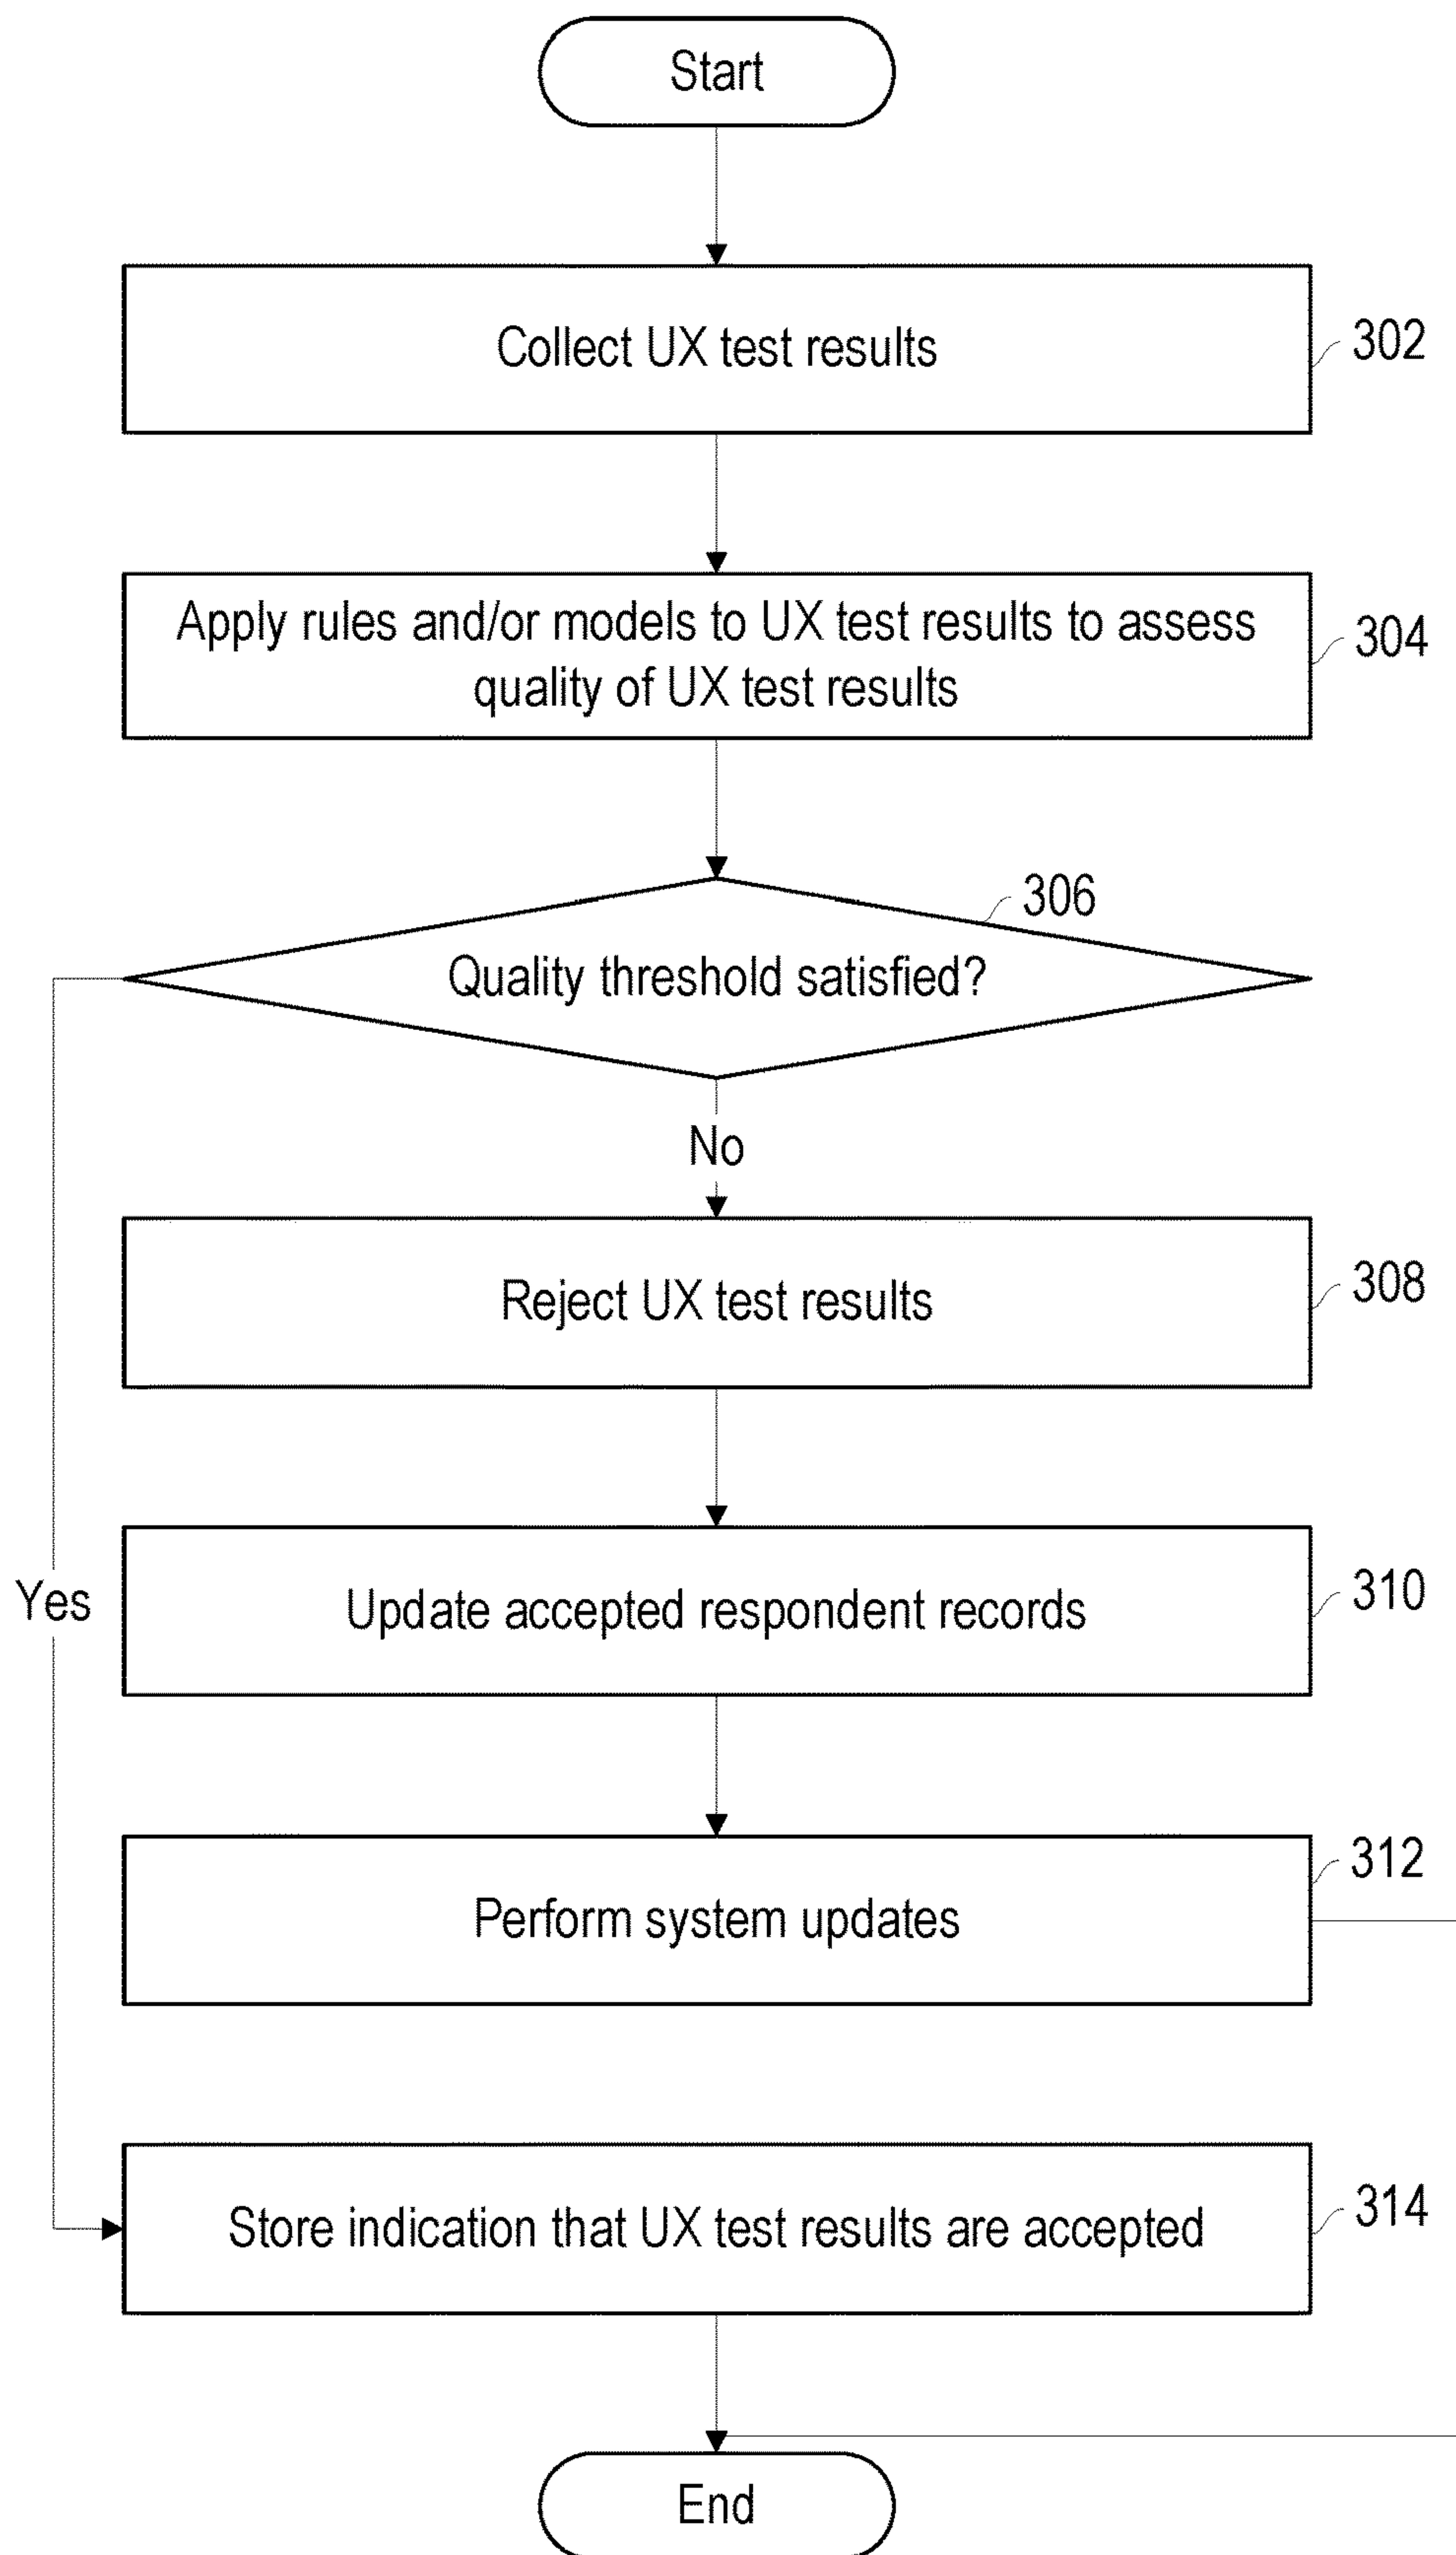 Start
Collect UX test results
302
Apply rules and/or models to UX test results to assess
quality of UX test results
304
306
Quality threshold satisfied?
No
Reject UX test results
308
Update accepted respondent records
310
Yes
Perform system updates
312
Store indication that UX test results are accepted
314
End